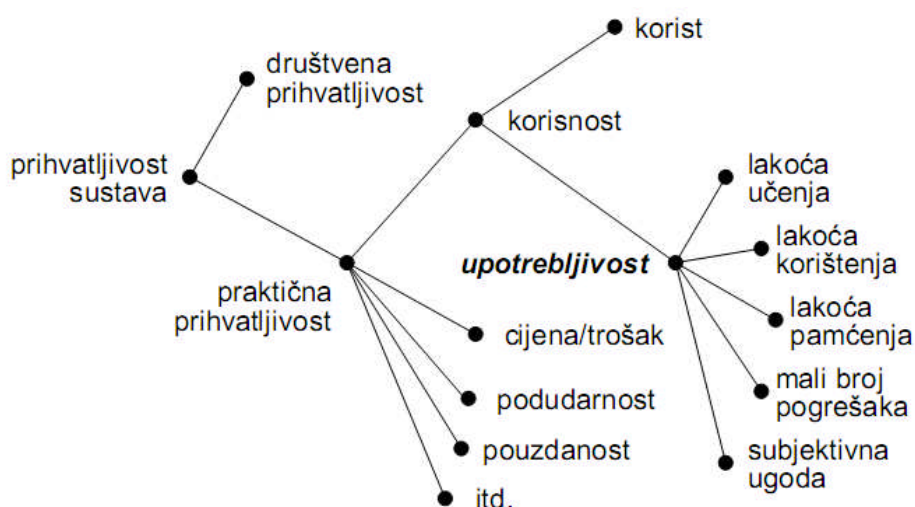 korist
društvena
prihvatljivost
korisnost
prihvatljivost
sustava
lakoća
učenja
lakoća
korištenja
upotrebljivost
praktična
prihvatljivost
lakoća
pamćenja
cijena/trošak
mali broj
pogrešaka
podudarnost
pouzdanost
subjektivna
ugoda
itd.